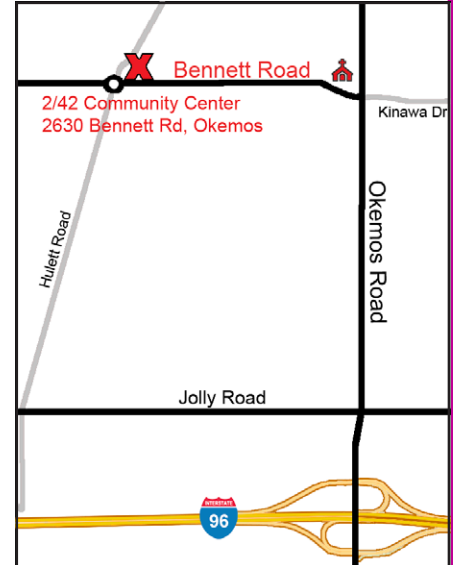 X Bennett Road
2/42 Community Center
2630 Bennett Rd, Okemos
Kinawa Dr
Hulett Road
Okemos Road
Jolly Road
INTERSTATE
96